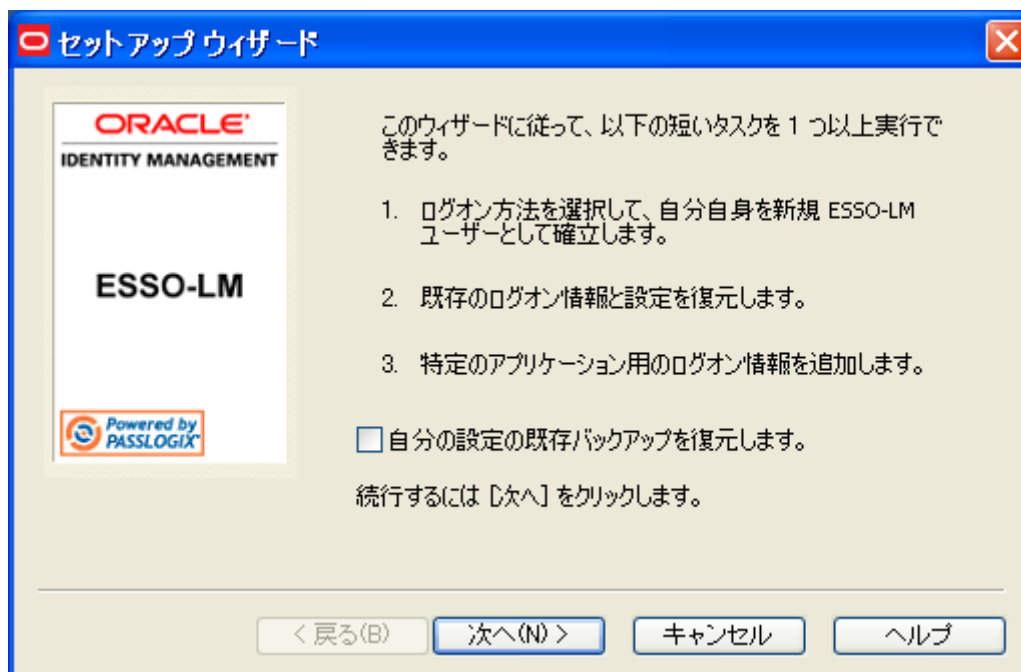 セットアップ ウィザード
ORACLE'
IDENTITY MANAGEMENT
ESSO-LM
Powered by
PASSLOGIX
このウィザードに従って、以下の短いタスクを 1 つ以上実行で
きます。
1. ログオン方法を選択して、自分自身を新規 ESSO-LM
ユーザーとして確立します。
2. 既存のログオン情報と設定を復元します。
3. 特定のアプリケーション用のログオン情報を追加します。
自分の設定の既存バックアップを復元します。
続行するには [次へ] をクリックします。
< 戻る(B)
次へ(N) >
キャンセル
ヘルプ